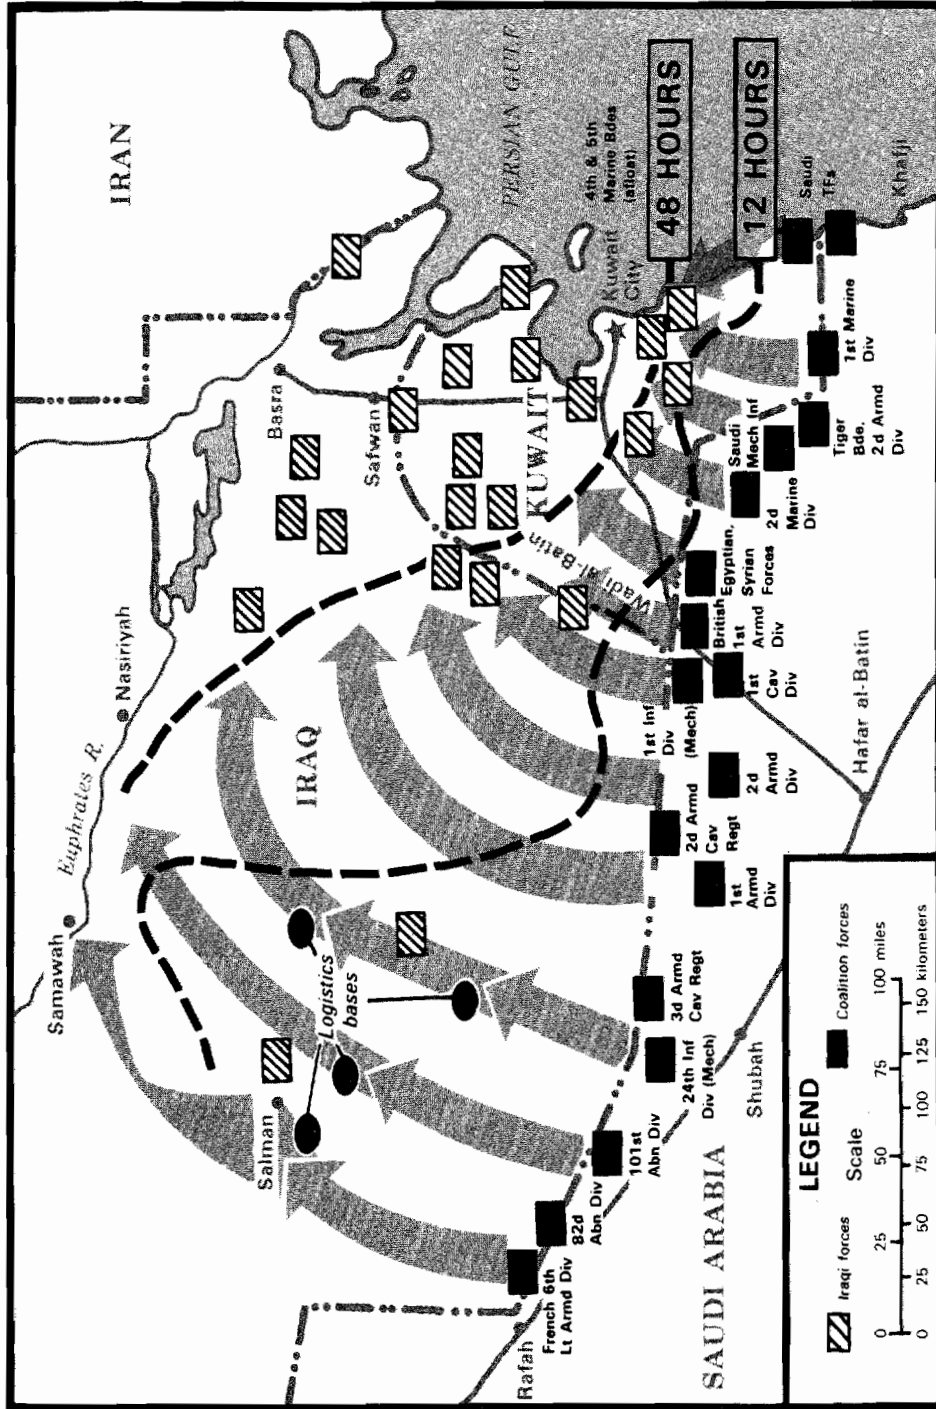 IRAN
PERSIAN GULF
4th & 5th
Marine Bdes
(afloat)
48 HOURS
12 HOURS
Saudi
TFs
Khafji
Kuwait
City
1st Marine
Div
Basra
Safwan
KUWAIT
Saudi
Mech Inf
Tiger
Bde,
2d Armd
Div
2d
Marine
Div
Egyptian,
Syrian
Forces
Wadi al-Batin
British
1st
Armd
Div
1st
Cav
Div
1st Inf
Div
(Mech)
Hafar al-Batin
Nasiriyah
Euphrates R.
IRAQ
2d
Armd
Div
2d Armd
Cav
Regt
1st
Armd
Div
Samawah
Logistics
bases
3d Armd
Cav Regt
24th Inf
Div (Mech)
Shubah
Salman
101st
Abn Div
82d
Abn Div
French 6th
Lt Armd Div
Rafah
SAUDI ARABIA
LEGEND
Iraqi forces
Coalition forces
Scale
0 25 50 75 100 miles
0 25 50 75 100 125 150 kilometers